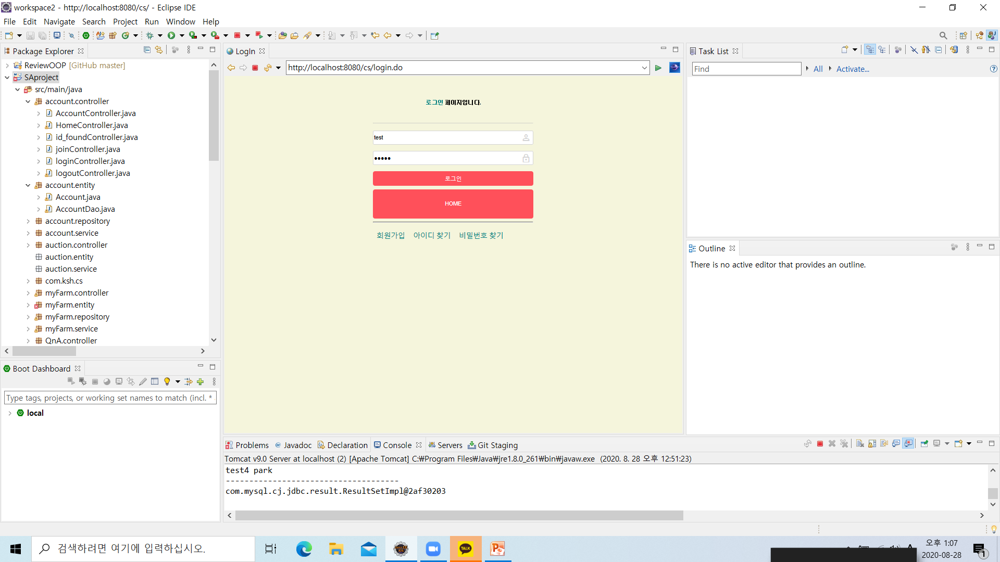 workspace2 - http://localhost:8080/cs/ - Eclipse IDE
File Edit Navigate Search Project Run Window Help
Package Explorer
ReviewOOP [GitHub master]
SAproject
src/main/java
account.controller
AccountController.java
HomeController.java
id_foundController.java
joinController.java
loginController.java
logoutController.java
account.entity
Account.java
AccountDao.java
account.repository
account.service
auction.controller
auction.entity
auction.service
com.ksh.cs
myFarm.controller
myFarm.entity
myFarm.repository
myFarm.service
QnA.controller
Boot Dashboard
Type tags, projects, or working set names to match (incl. *
local
LogIn
http://localhost:8080/cs/login.do
로그인 페이지입니다.
test
•••••
로그인
HOME
회원가입 아이디 찾기 비밀번호 찾기
Task List
Find
All
Activate...
Outline
There is no active editor that provides an outline.
Problems Javadoc Declaration Console Servers Git Staging
Tomcat v9.0 Server at localhost (2) [Apache Tomcat] C:₩Program Files₩Java₩jre1.8.0_261₩bin₩javaw.exe (2020. 8. 28 오후 12:51:23)
test4 park
-------------------------------------
com.mysql.cj.jdbc.result.ResultSetImpl@2af30203
검색하려면 여기에 입력하십시오.
TALK
오후 1:07
2020-08-28
1